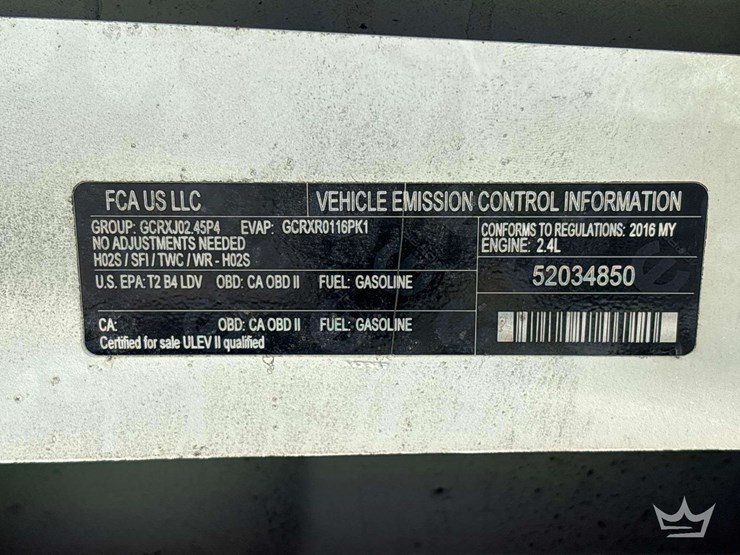 FCA US LLC VEHICLE EMISSION CONTROL INFORMATION
GROUP: GCRXJ02.45P4 EVAP: GCRXR0116PK1
NO ADJUSTMENTS NEEDED
H02S / SFI / TWC / WR - H02S
CONFORMS TO REGULATIONS: 2016 MY
ENGINE: 2.4L
U.S. EPA: T2 B4 LDV OBD: CA OBD II FUEL: GASOLINE
52034850
CA: OBD: CA OBD II FUEL: GASOLINE
Certified for sale ULEV II qualified